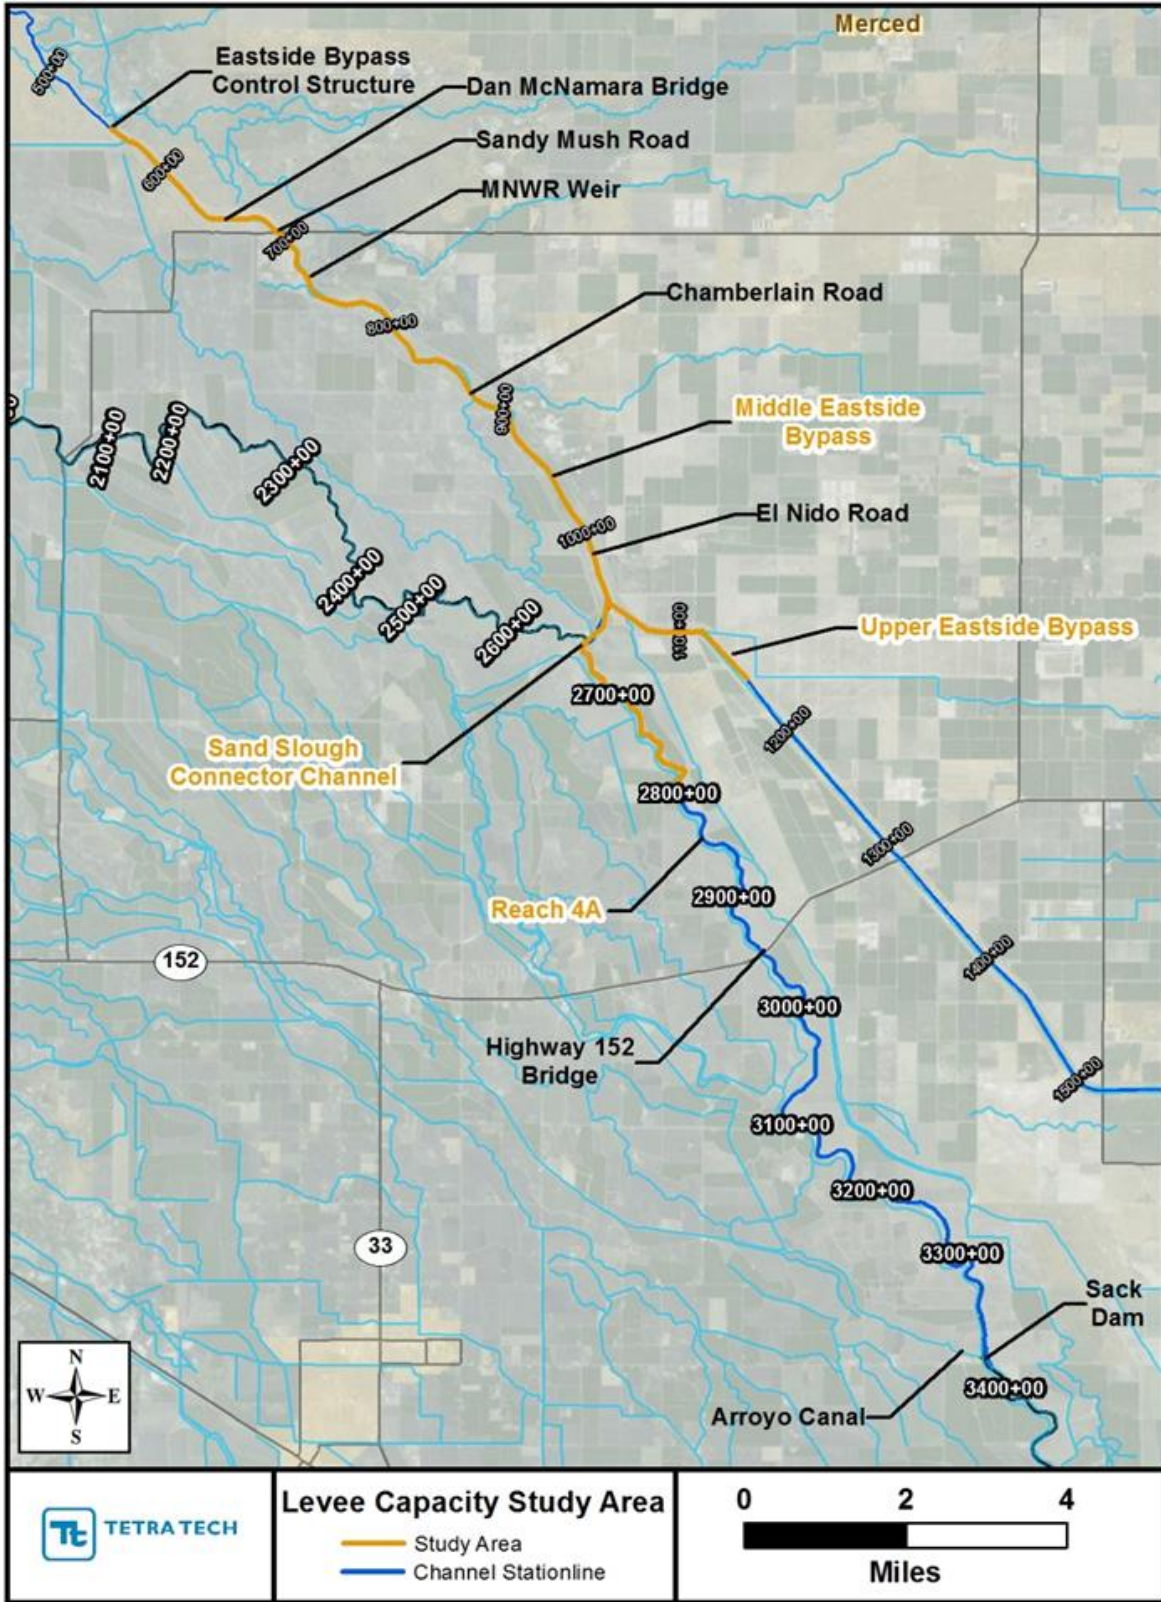 Merced
Eastside Bypass
Control Structure
500+00
Dan McNamara Bridge
Sandy Mush Road
600+00
MNWR Weir
700+00
Chamberlain Road
800+00
900+00
Middle Eastside
Bypass
2100+00
2200+00
2300+00
El Nido Road
1000+00
2400+00
2500+00
2600+00
1100+00
Upper Eastside Bypass
2700+00
1200+00
Sand Slough
Connector Channel
2800+00
1300+00
Reach 4A
2900+00
152
1400+00
3000+00
Highway 152
Bridge
1500+00
3100+00
3200+00
33
3300+00
Sack
Dam
3400+00
Arroyo Canal
N
W E
S
TETRA TECH
Levee Capacity Study Area
Study Area
Channel Stationline
0 2 4
Miles